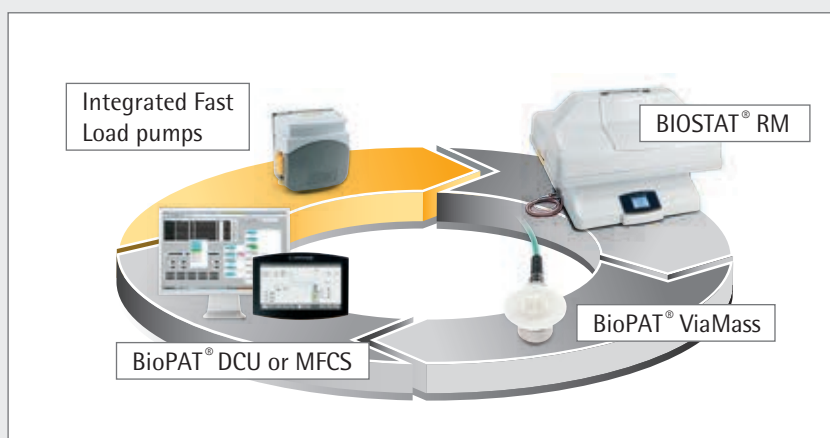 Integrated Fast
Load pumps
BIOSTAT® RM
BioPAT® ViaMass
BioPAT® DCU or MFCS